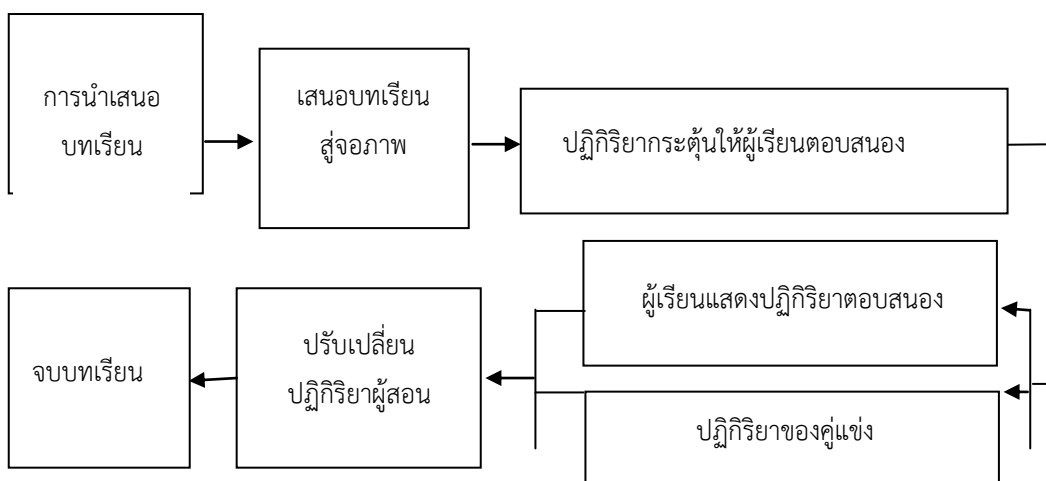 การนำเสนอ
บทเรียน
เสนอบทเรียน
สู่จอภาพ
ปฏิกิริยากระตุ้นให้ผู้เรียนตอบสนอง
ผู้เรียนแสดงปฏิกิริยาตอบสนอง
ปฏิกิริยาของคู่แข่ง
ปรับเปลี่ยน
ปฏิกิริยาผู้สอน
จบบทเรียน